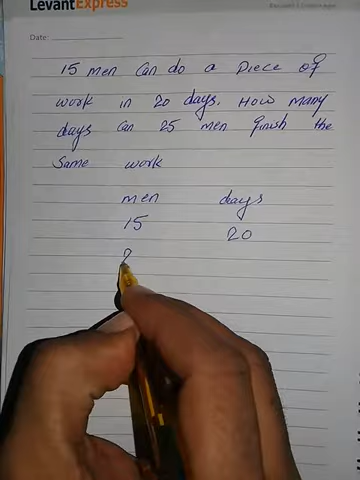 LevantExpress
Date:
15 men Can do a Piece of
work in 20 days. How many
days Can 25 men finish the
Same work
men days
15 20
2